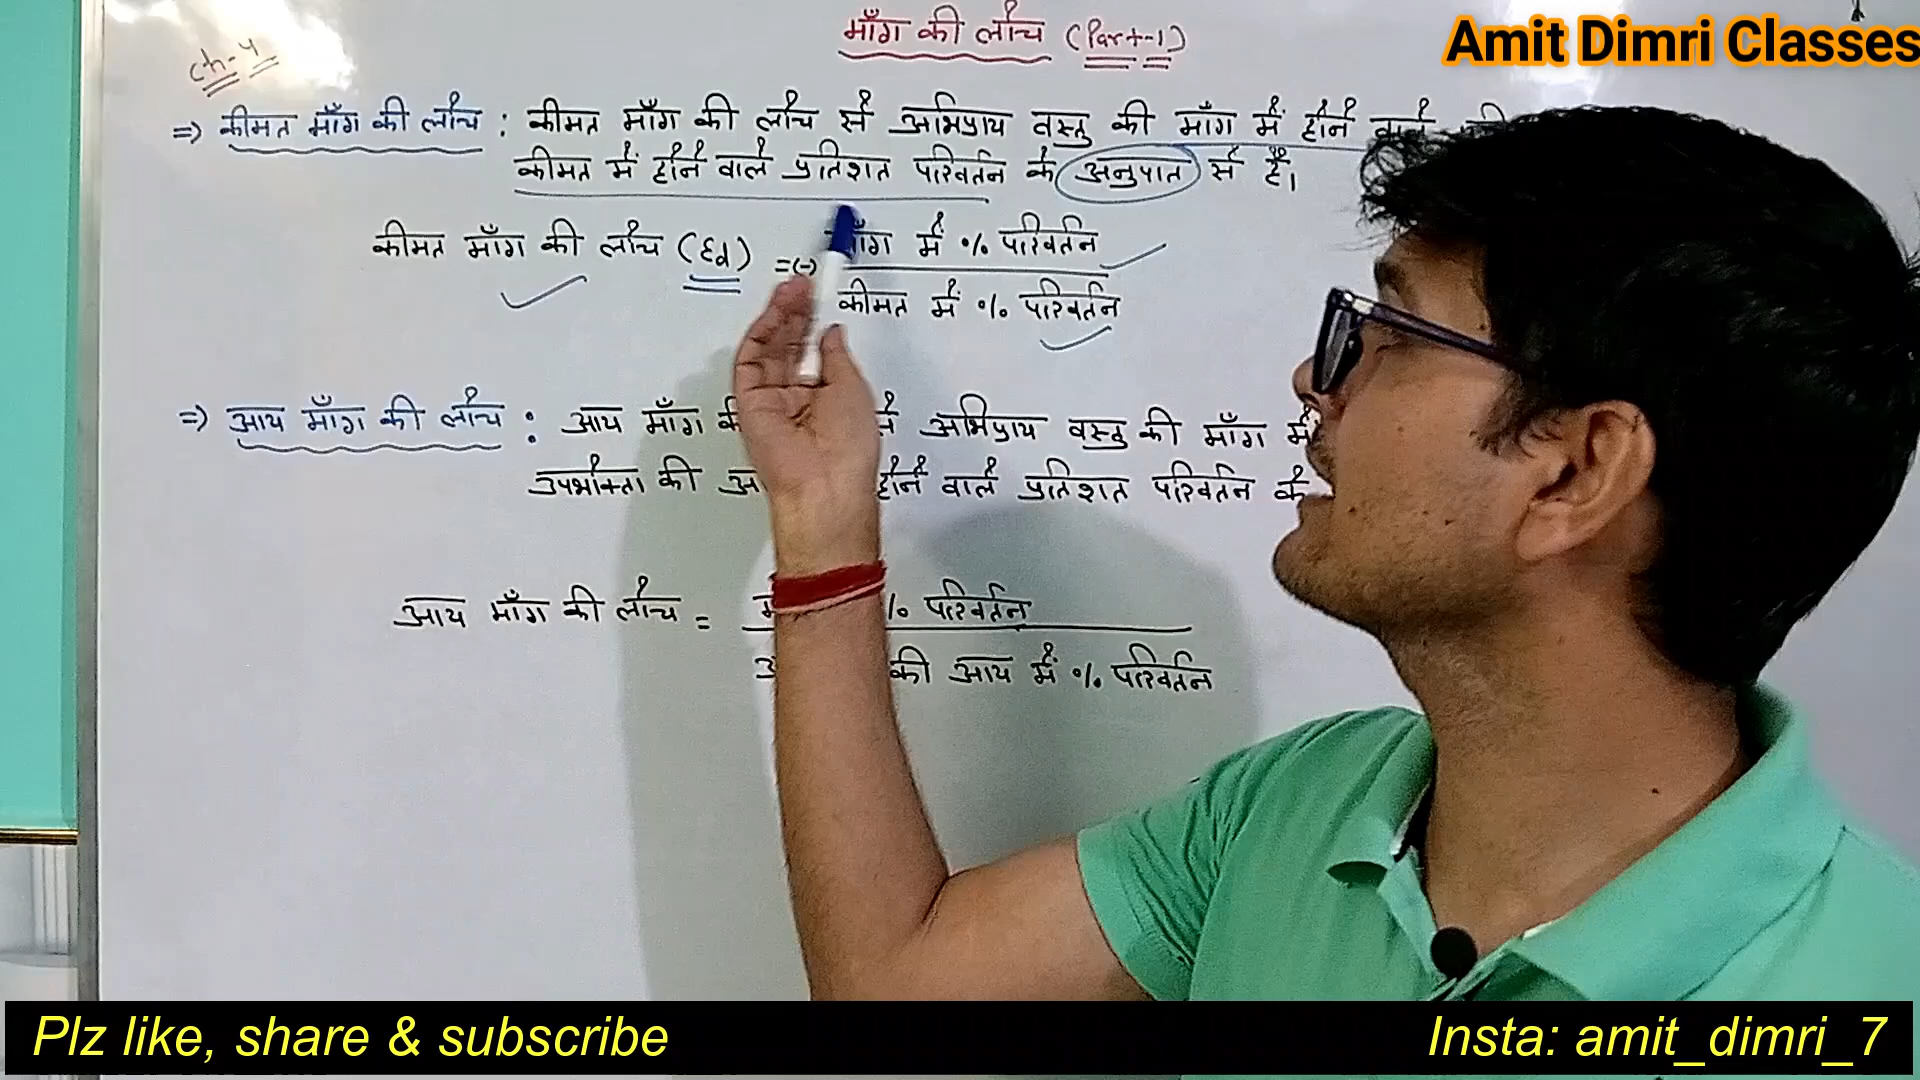 माँग की लोच (Part-1)
Amit Dimri Classes
Ch-4
=> कीमत माँग की लोच : कीमत माँग की लोच से अभिप्राय वस्तु की माँग में होने वाले
कीमत में होने वाले प्रतिशत परिवर्तन के अनुपात से है।
कीमत माँग की लोच (Ed) = (-) माँग में % परिवर्तन
कीमत में % परिवर्तन
=> आय माँग की लोच : आय माँग की से अभिप्राय वस्तु की माँग में
उपभोक्ता की होने वाले प्रतिशत परिवर्तन के
आय माँग की लोच = % परिवर्तन
की आय में % परिवर्तन
Plz like, share & subscribe
Insta: amit_dimri_7